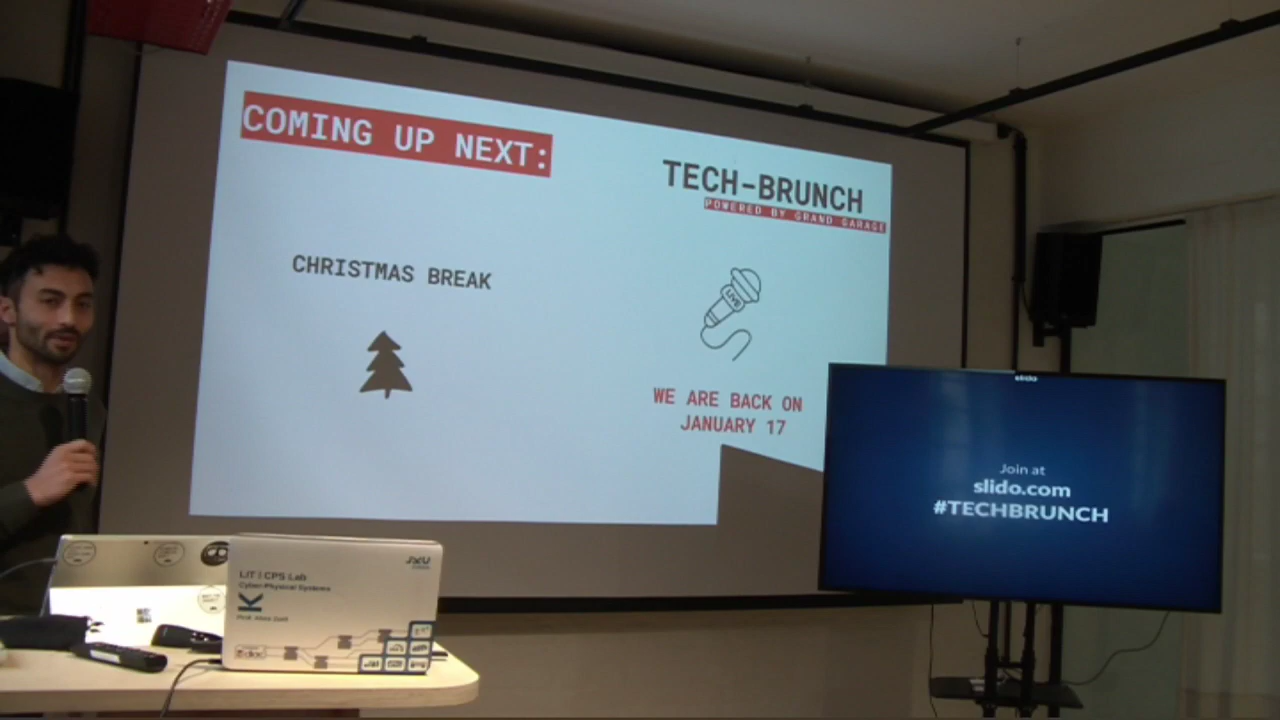 COMING UP NEXT:
TECH-BRUNCH
POWERED BY GRAND GARAGE
CHRISTMAS BREAK
LIVE
WE ARE BACK ON
JANUARY 17
slido
Join at
slido.com
#TECHBRUNCH
JKU
LIT | CPS Lab
Cyber-Physical Systems